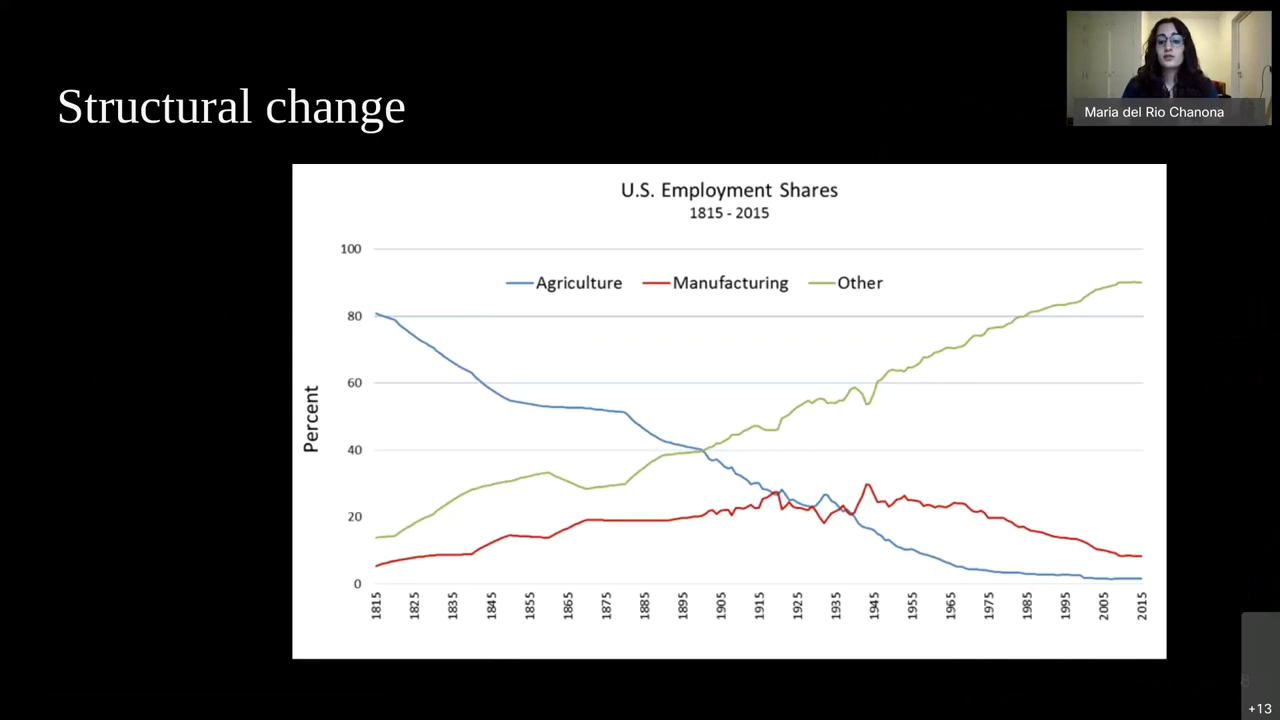 Maria del Rio Chanona
Structural change
U.S. Employment Shares
1815 - 2015
Agriculture Manufacturing Other
Percent
100
80
60
40
20
0
1815 1825 1835 1845 1855 1865 1875 1885 1895 1905 1915 1925 1935 1945 1955 1965 1975 1985 1995 2005 2015
8
+13